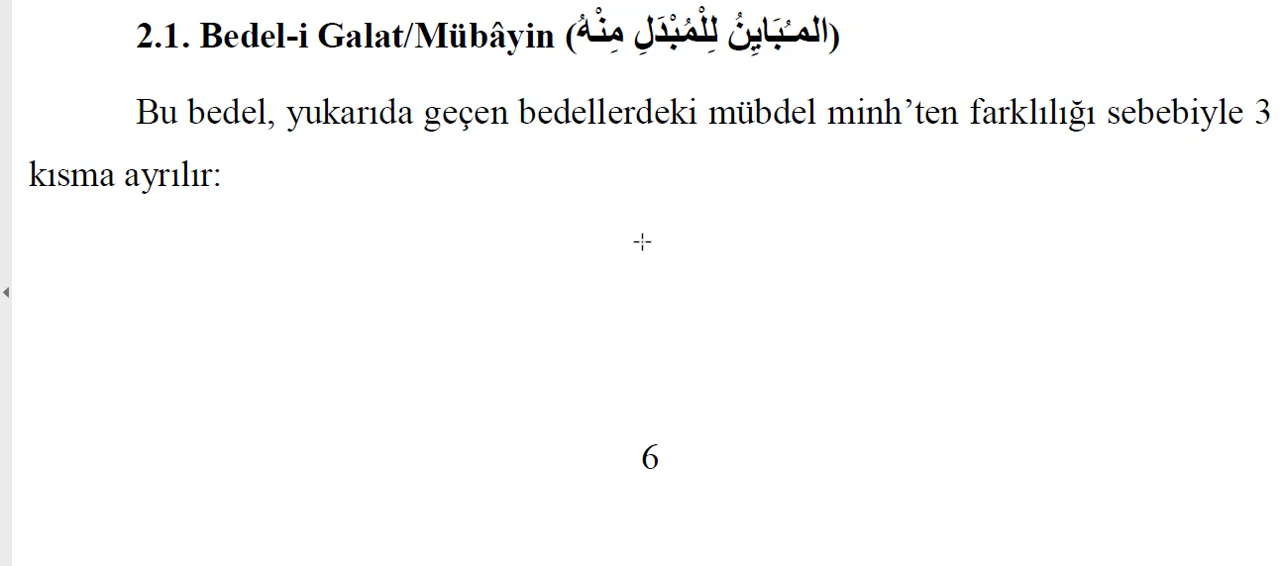 2.1. Bedel-i Galat/Mübâyin (المـُبَايِنُ لِلْمُبْدَلِ مِنْهُ)
Bu bedel, yukarıda geçen bedellerdeki mübdel minh’ten farklılığı sebebiyle 3
kısma ayrılır:
6